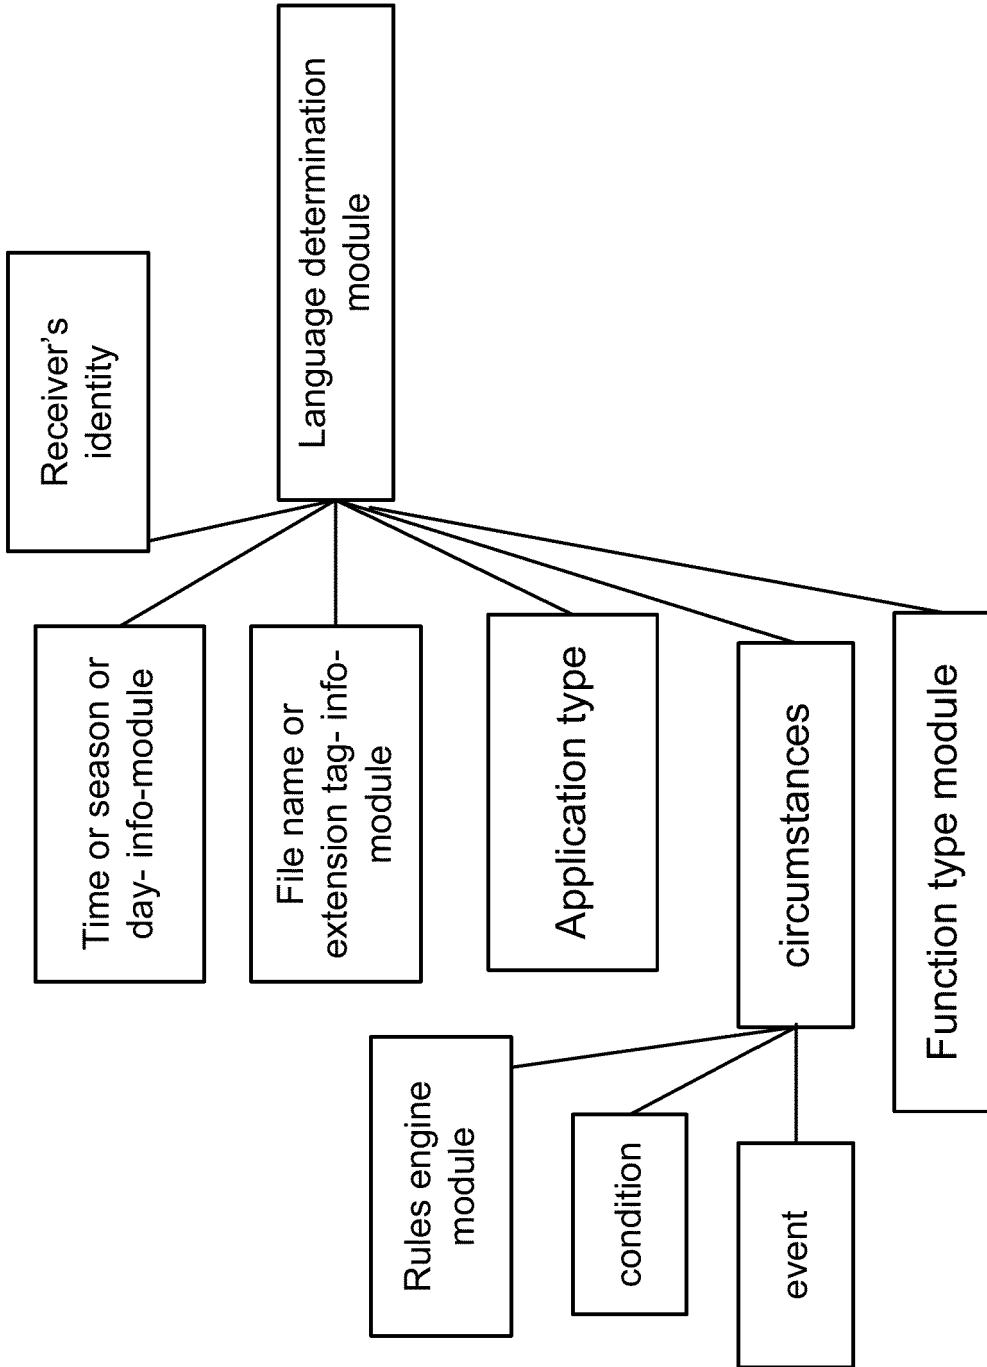 Language determination
module
Receiver's
identity
Time or season or
day- info-module
File name or
extension tag- info-
module
Application type
circumstances
Function type module
Rules engine
module
condition
event